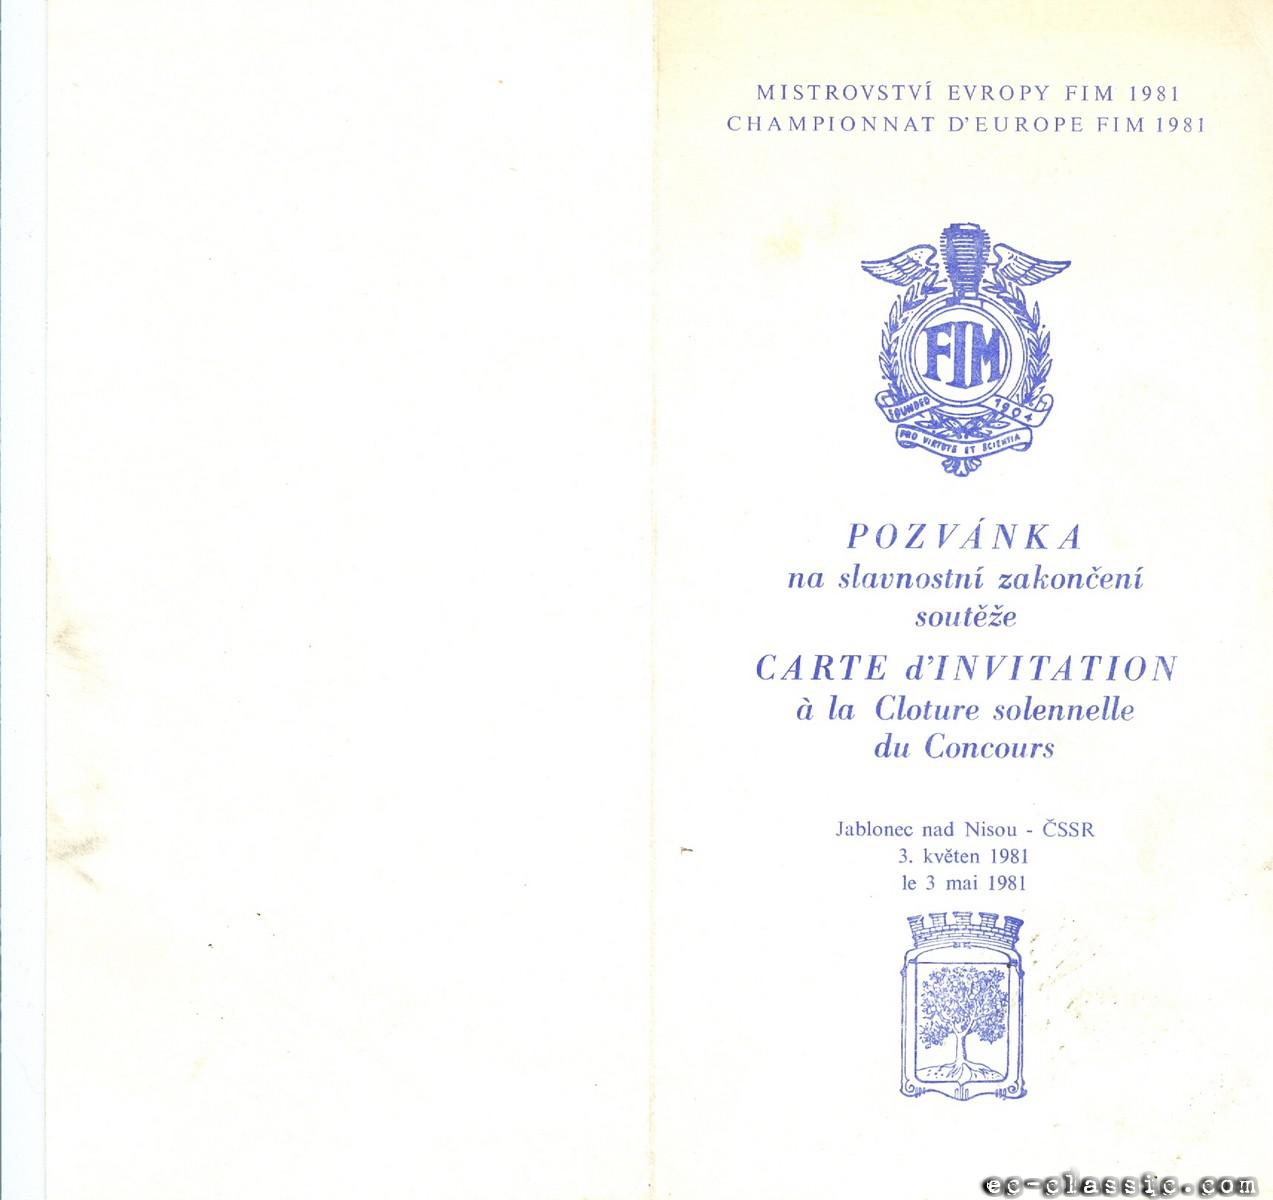 MISTROVSTVÍ EVROPY FIM 1981
CHAMPIONNAT D'EUROPE FIM 1981
FIM
FOUNDED 1904
PRO VIRTUTE ET SCIENTIA
POZVÁNKA
na slavnostní zakončení
soutěže
CARTE d'INVITATION
à la Cloture solennelle
du Concours
Jablonec nad Nisou - ČSSR
3. květen 1981
le 3 mai 1981
ec-classic.com